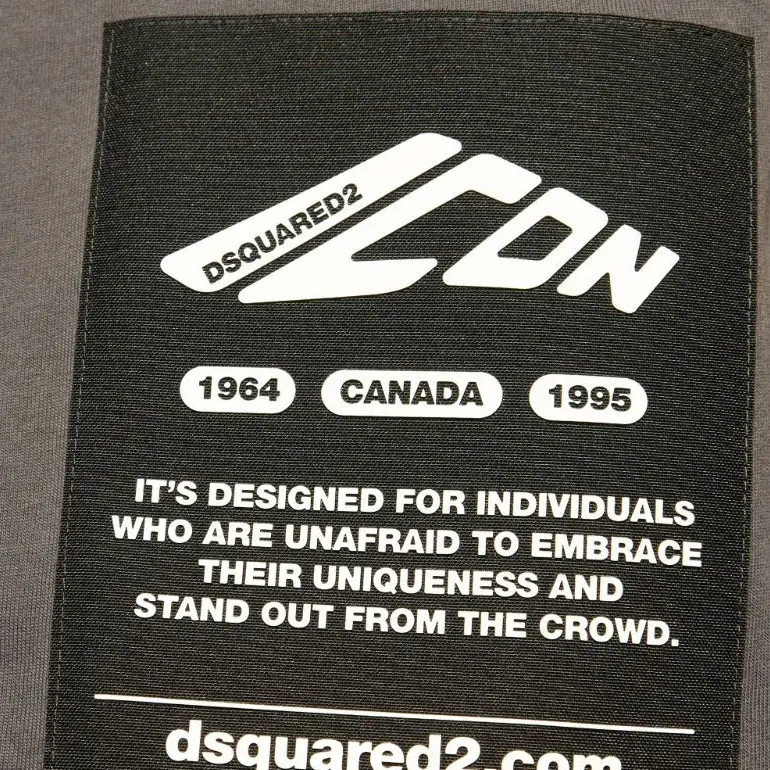 DSQUARED2
ICON
1964 CANADA 1995
IT'S DESIGNED FOR INDIVIDUALS
WHO ARE UNAFRAID TO EMBRACE
THEIR UNIQUENESS AND
STAND OUT FROM THE CROWD.
dsquared2.com